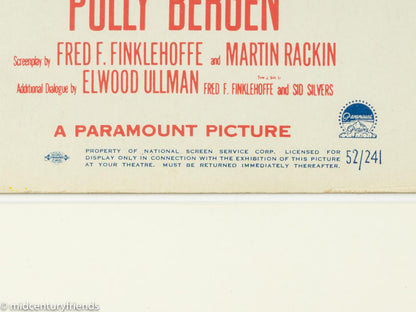 POLLY BERGEN
Screenplay by FRED F. FINKLEHOFFE and MARTIN RACKIN
Additional Dialogue by ELWOOD ULLMAN FRED F. FINKLEHOFFE and SID SILVERS
A PARAMOUNT PICTURE
PROPERTY OF NATIONAL SCREEN SERVICE CORP. LICENSED FOR
DISPLAY ONLY IN CONNECTION WITH THE EXHIBITION OF THIS PICTURE
AT YOUR THEATRE. MUST BE RETURNED IMMEDIATELY THEREAFTER.
Paramount
Pictures
52/241
© midcenturyfriends